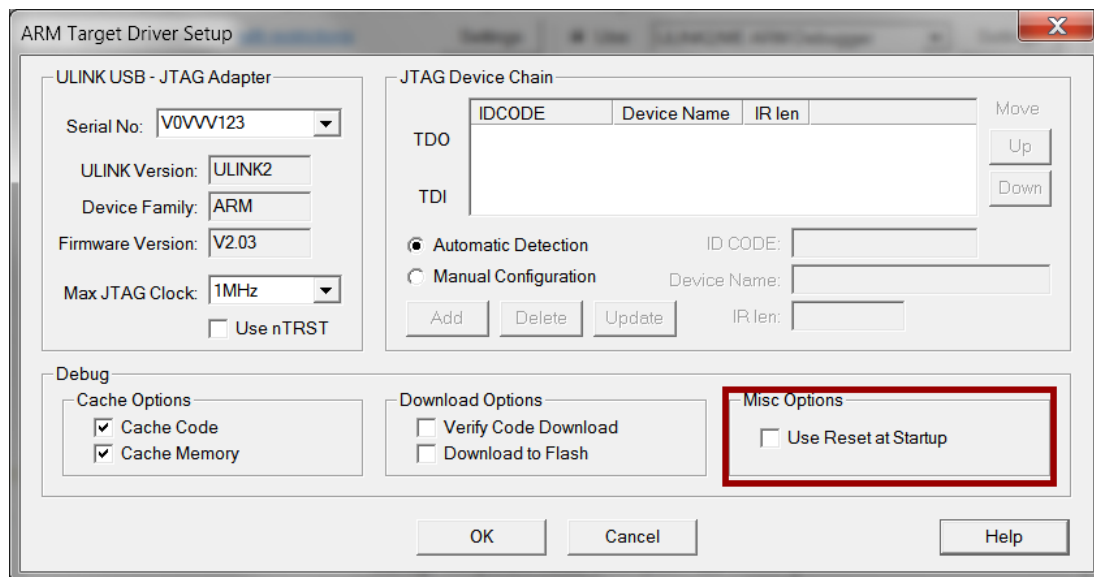 ARM Target Driver Setup
ULINK USB - JTAG Adapter
Serial No: V0VVV123
ULINK Version: ULINK2
Device Family: ARM
Firmware Version: V2.03
Max JTAG Clock: 1MHz
Use nTRST
JTAG Device Chain
IDCODE Device Name IR len
TDO
TDI
Move
Up
Down
Automatic Detection
Manual Configuration
ID CODE:
Device Name:
Add Delete Update IR len:
Debug
Cache Options
Cache Code
Cache Memory
Download Options
Verify Code Download
Download to Flash
Misc Options
Use Reset at Startup
OK Cancel Help